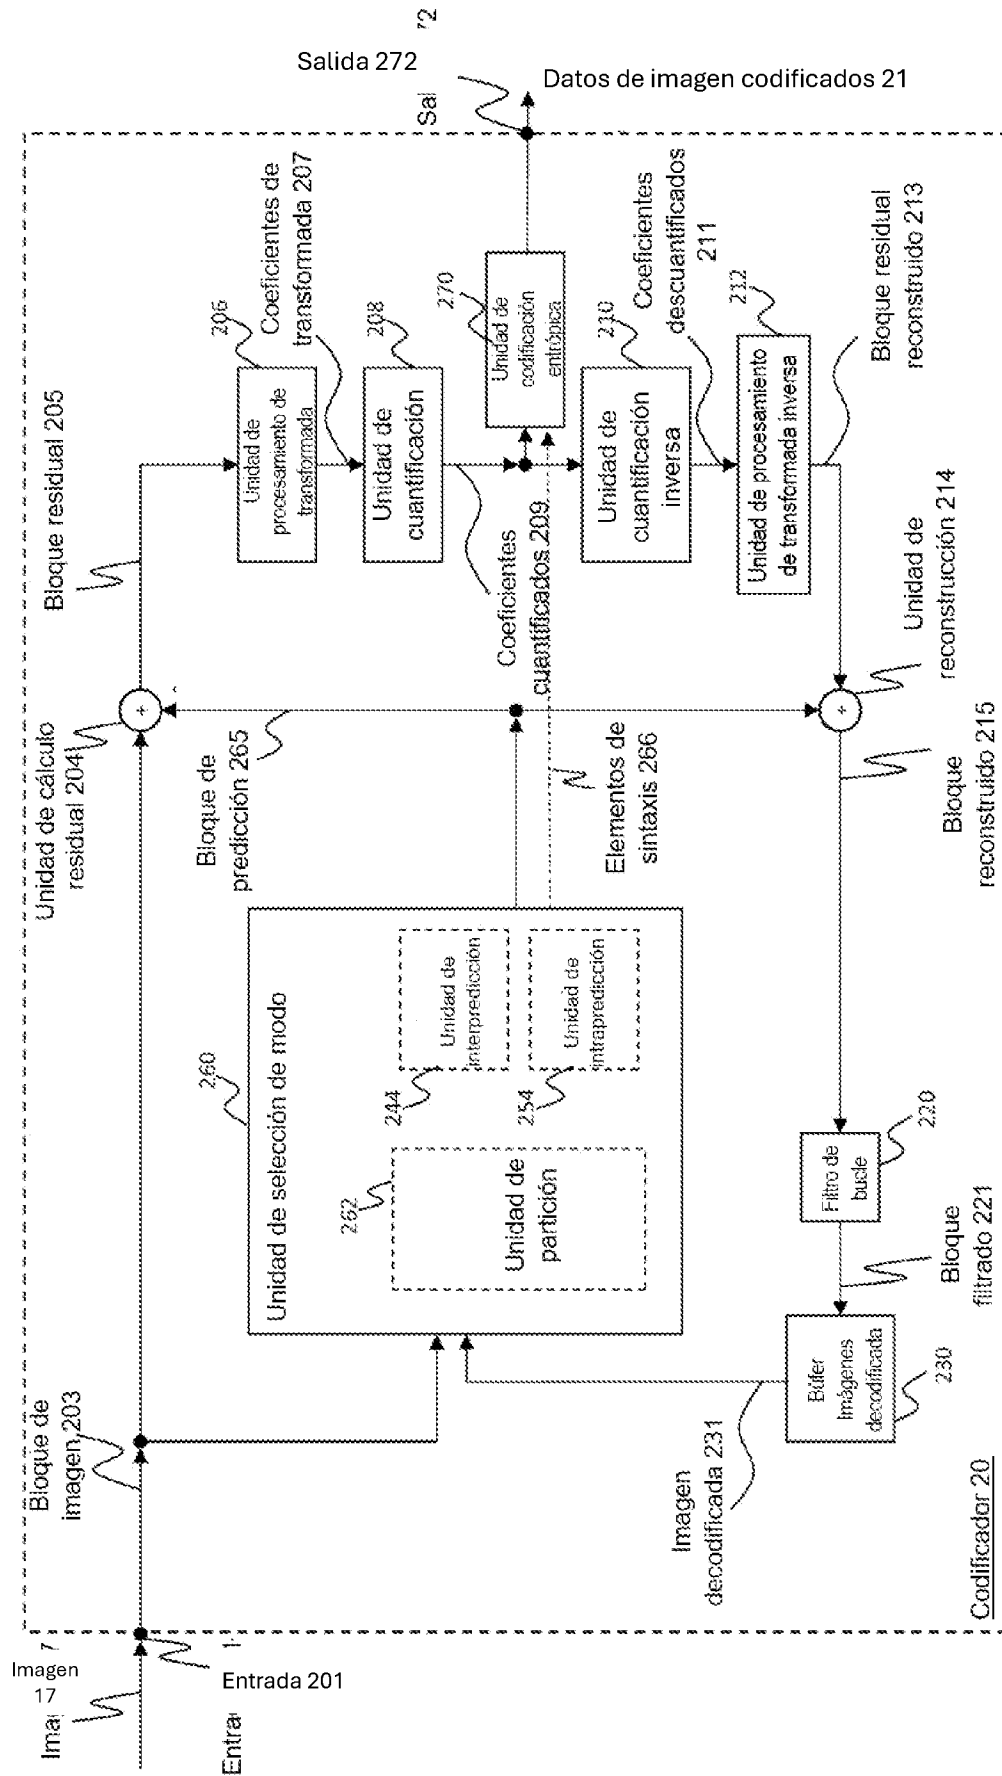 Salida 272
Datos de imagen codificados 21
Sal
72
Bloque residual 205
206
Unidad de
procesamiento de
transformada
Coeficientes de
transformada 207
208
Unidad de
cuantificación
270
Unidad de
codificación
entrópica
Coeficientes
cuantificados 209
210
Unidad de
cuantificación
inversa
Coeficientes
descuantificados
211
212
Unidad de procesamiento
de transformada inversa
Bloque residual
reconstruido 213
Unidad de
reconstrucción 214
Unidad de cálculo
residual 204
Bloque de
predicción 265
Elementos de
sintaxis 266
Bloque
reconstruido 215
260
Unidad de selección de modo
244
Unidad de
interpredicción
254
Unidad de
intrapredicción
262
Unidad de
partición
Filtro de
bucle
220
Bloque
filtrado 221
Búfer
Imágenes
decodificada
230
Imagen
decodificada 231
Bloque de
imagen 203
Codificador 20
Imagen
17
Ima
7
Entrada 201
Entra
1